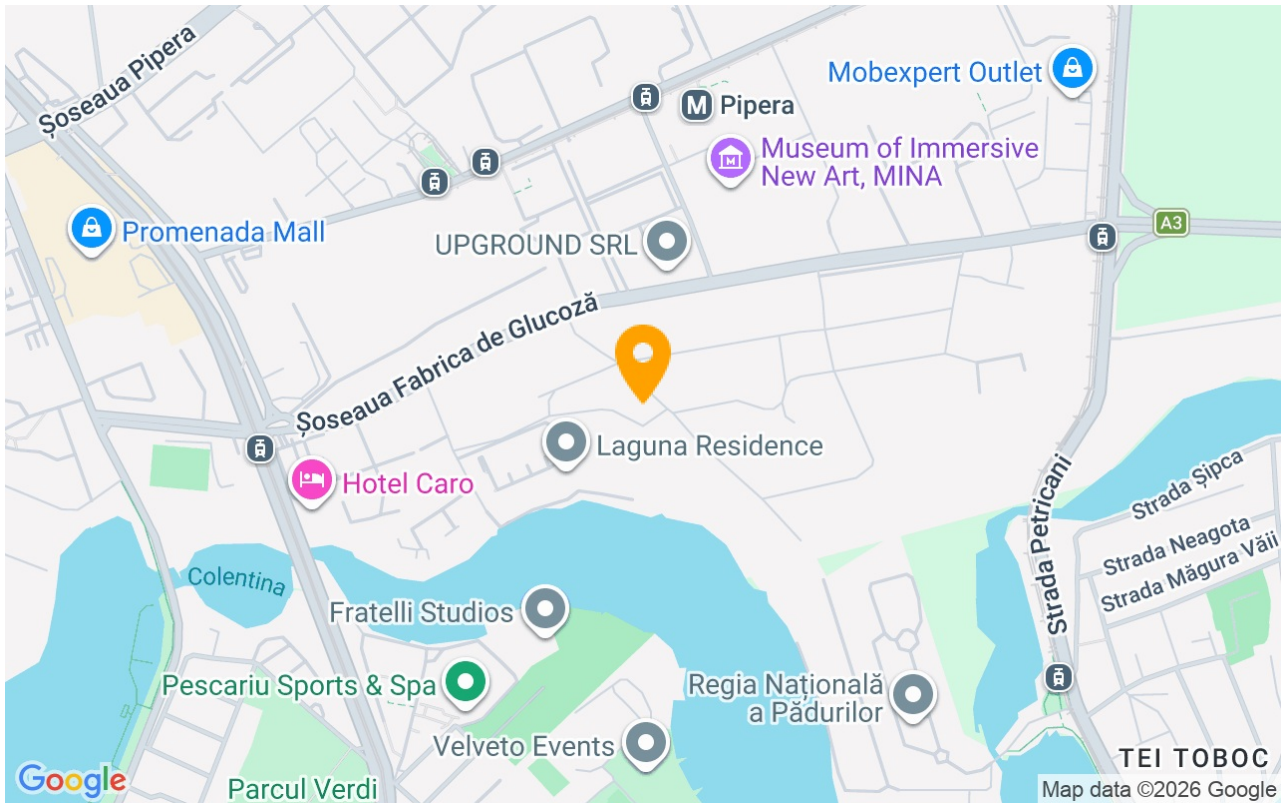 Șoseaua Pipera
Mobexpert Outlet
M Pipera
Museum of Immersive
New Art, MINA
Promenada Mall
UPGROUND SRL
A3
Șoseaua Fabrica de Glucoză
Laguna Residence
Hotel Caro
Strada Petricani
Strada Șipca
Strada Neagota
Strada Măgura Văii
Colentina
Fratelli Studios
Pescariu Sports & Spa
Regia Națională
a Pădurilor
Velveto Events
TEI TOBOC
Google
Parcul Verdi
Map data ©2026 Google